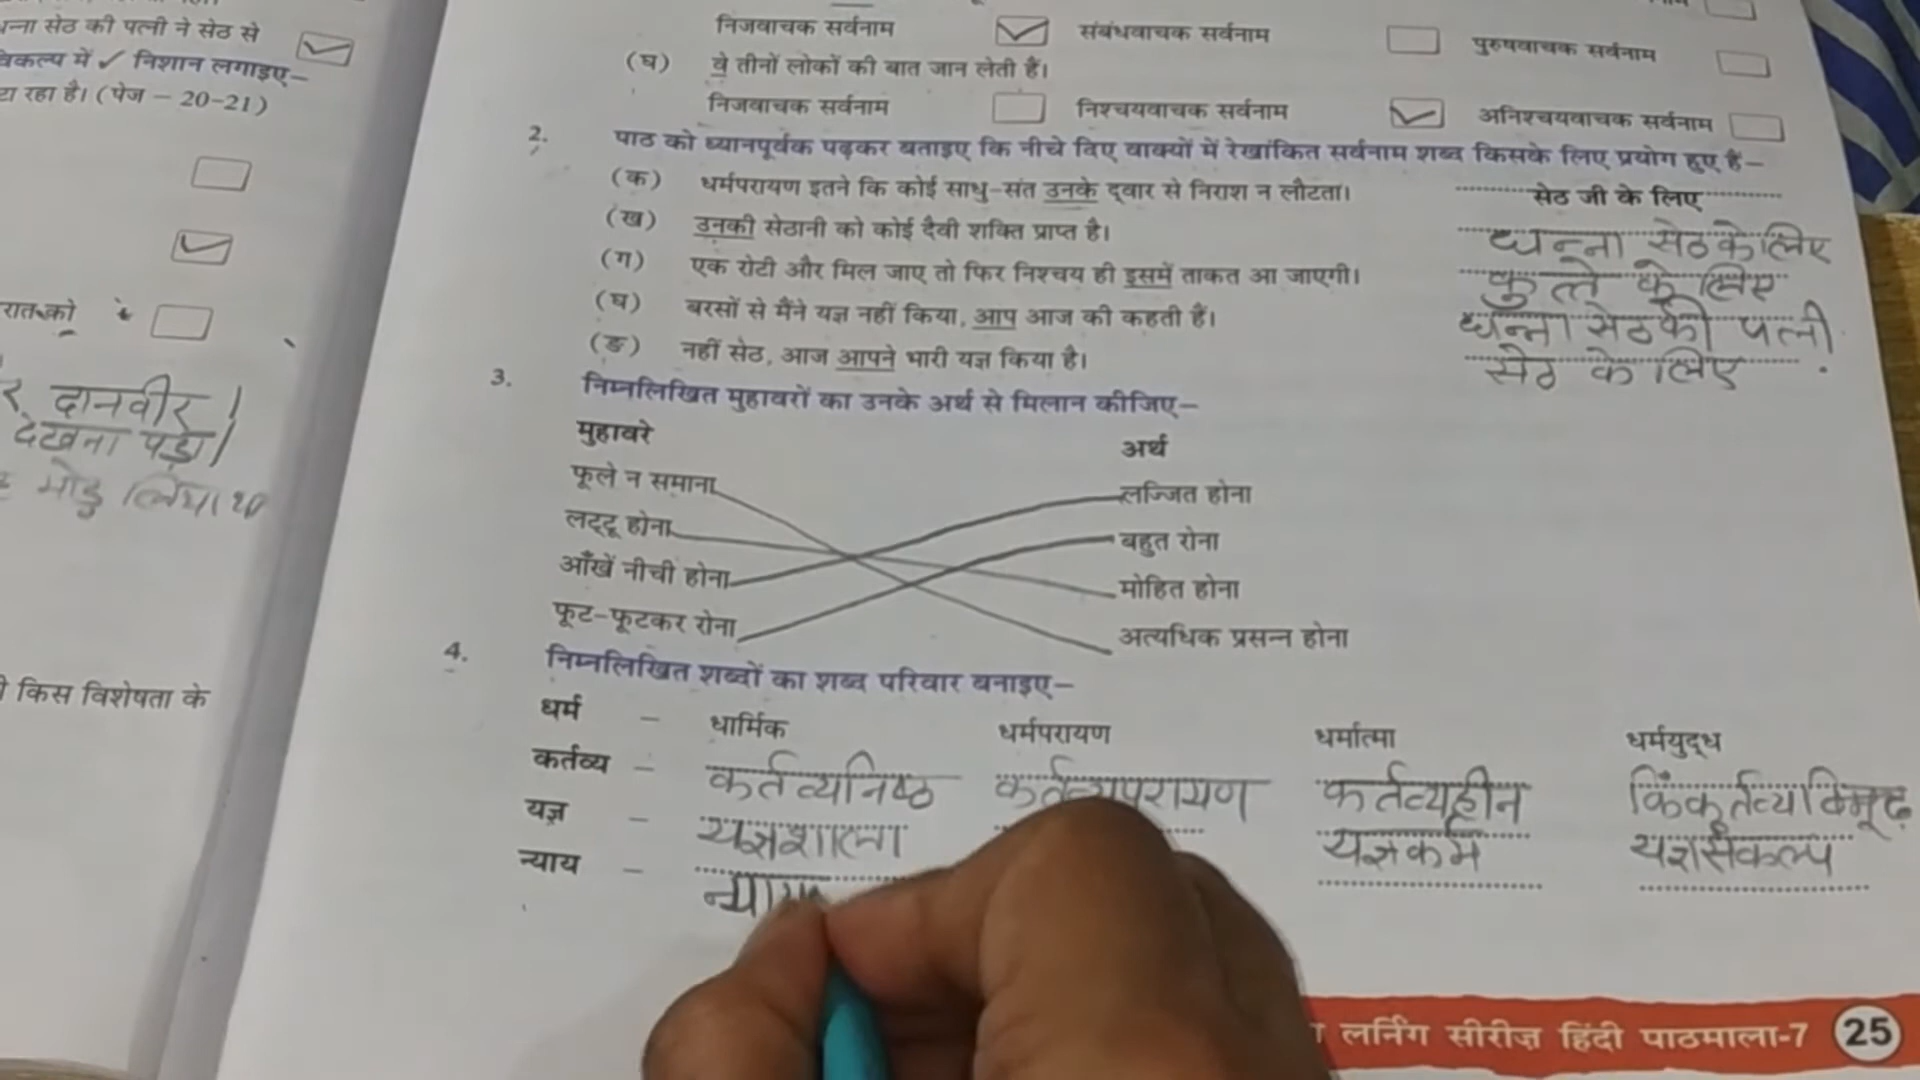 न्ना सेठ की पत्नी ने सेठ से
विकल्प में ✓ निशान लगाइए—
टा रहा है। (पेज – 20-21)
रात को
दानवीर।
देखना पड़ा।
मोड़ लिया
किस विशेषता के
निजवाचक सर्वनाम संबंधवाचक सर्वनाम पुरुषवाचक सर्वनाम
(घ) वे तीनों लोकों की बात जान लेती हैं।
निजवाचक सर्वनाम निश्चयवाचक सर्वनाम अनिश्चयवाचक सर्वनाम
2. पाठ को ध्यानपूर्वक पढ़कर बताइए कि नीचे दिए वाक्यों में रेखांकित सर्वनाम शब्द किसके लिए प्रयोग हुए हैं—
(क) धर्मपरायण इतने कि कोई साधु-संत उनके द्वार से निराश न लौटता। सेठ जी के लिए
(ख) उनकी सेठानी को कोई दैवी शक्ति प्राप्त है। धन्ना सेठ के लिए
(ग) एक रोटी और मिल जाए तो फिर निश्चय ही इसमें ताकत आ जाएगी। कुत्ते के लिए
(घ) बरसों से मैंने यज्ञ नहीं किया, आप आज की कहती हैं। धन्ना सेठ की पत्नी
(ङ) नहीं सेठ, आज आपने भारी यज्ञ किया है। सेठ के लिए
3. निम्नलिखित मुहावरों का उनके अर्थ से मिलान कीजिए—
मुहावरे अर्थ
फूले न समाना लज्जित होना
लट्टू होना बहुत रोना
आँखें नीची होना मोहित होना
फूट-फूटकर रोना अत्यधिक प्रसन्न होना
4. निम्नलिखित शब्दों का शब्द परिवार बनाइए—
धर्म – धार्मिक धर्मपरायण धर्मात्मा धर्मयुद्ध
कर्तव्य – कर्तव्यनिष्ठ कर्तव्यपरायण कर्तव्यहीन किंकर्तव्यविमूढ़
यज्ञ – यज्ञशाला यज्ञकर्म यज्ञसंकल्प
न्याय – न्याय
लर्निंग सीरीज़ हिंदी पाठमाला-7 25